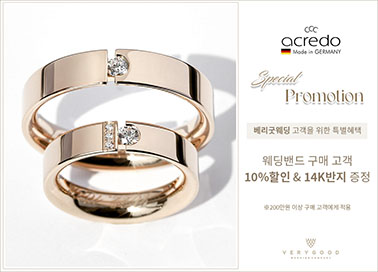 acredo
Made in GERMANY
Special
Promotion
베리굿웨딩 고객을 위한 특별혜택
웨딩밴드 구매 고객
10%할인 & 14K반지 증정
※200만원 이상 구매 고객에게 적용
VERYGOOD